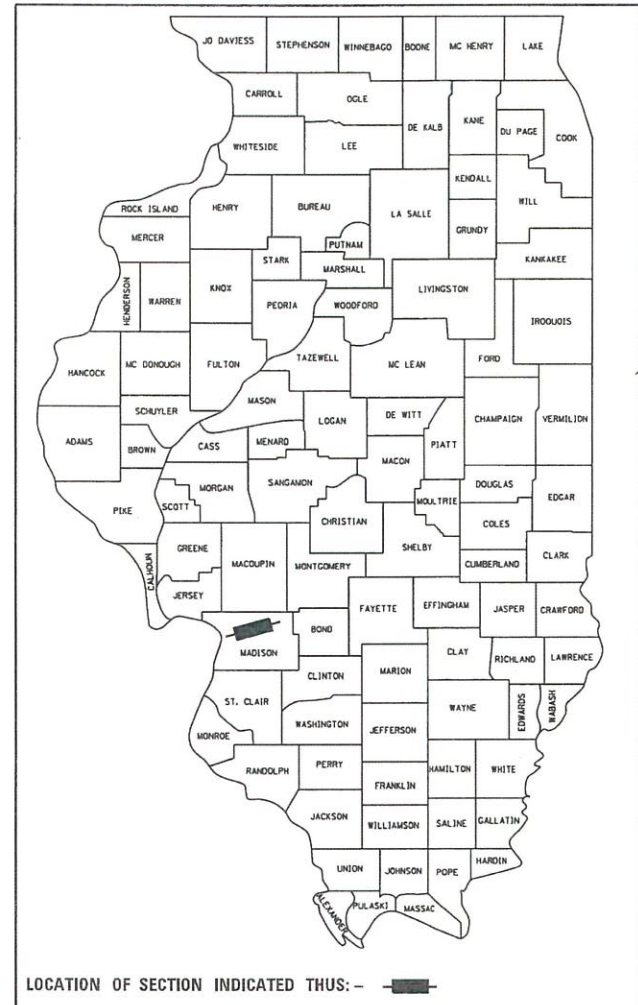 JO DAVIESS
STEPHENSON
WINNEBAGO
BOONE
MC HENRY
LAKE
CARROLL
OGLE
DE KALB
KANE
DU PAGE
COOK
WHITESIDE
LEE
KENDALL
WILL
ROCK ISLAND
HENRY
BUREAU
LA SALLE
GRUNDY
MERCER
PUTNAM
STARK
MARSHALL
KANKAKEE
HENDERSON
WARREN
KNOX
PEORIA
WOODFORD
LIVINGSTON
IROQUOIS
HANCOCK
MC DONOUGH
FULTON
TAZEWELL
MC LEAN
FORD
MASON
SCHUYLER
LOGAN
DE WITT
CHAMPAIGN
VERMILION
ADAMS
BROWN
CASS
MENARD
PIATT
MACON
MORGAN
SANGAMON
DOUGLAS
EDGAR
PIKE
SCOTT
CHRISTIAN
MOULTRIE
COLES
SHELBY
CALHOUN
GREENE
MACOUPIN
MONTGOMERY
CUMBERLAND
CLARK
JERSEY
FAYETTE
EFFINGHAM
JASPER
CRAWFORD
BOND
MADISON
CLAY
RICHLAND
LAWRENCE
CLINTON
MARION
ST. CLAIR
WAYNE
EDWARDS
WABASH
WASHINGTON
JEFFERSON
MONROE
RANDOLPH
PERRY
HAMILTON
WHITE
FRANKLIN
JACKSON
WILLIAMSON
SALINE
GALLATIN
UNION
JOHNSON
POPE
HARDIN
ALEXANDER
PULASKI
MASSAC
LOCATION OF SECTION INDICATED THUS: -